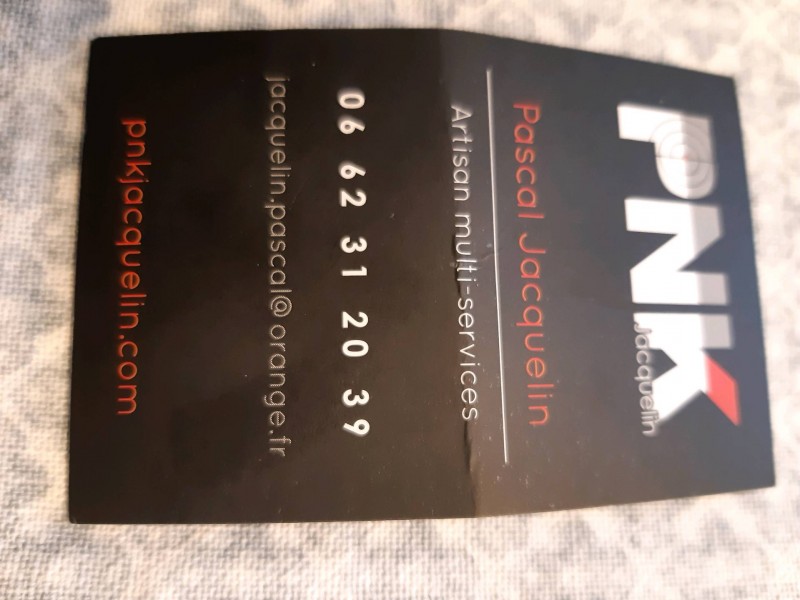 PNK
Jacquelin
Pascal Jacquelin
Artisan multi-services
06 62 31 20 39
jacquelin.pascal@orange.fr
pnkjacquelin.com